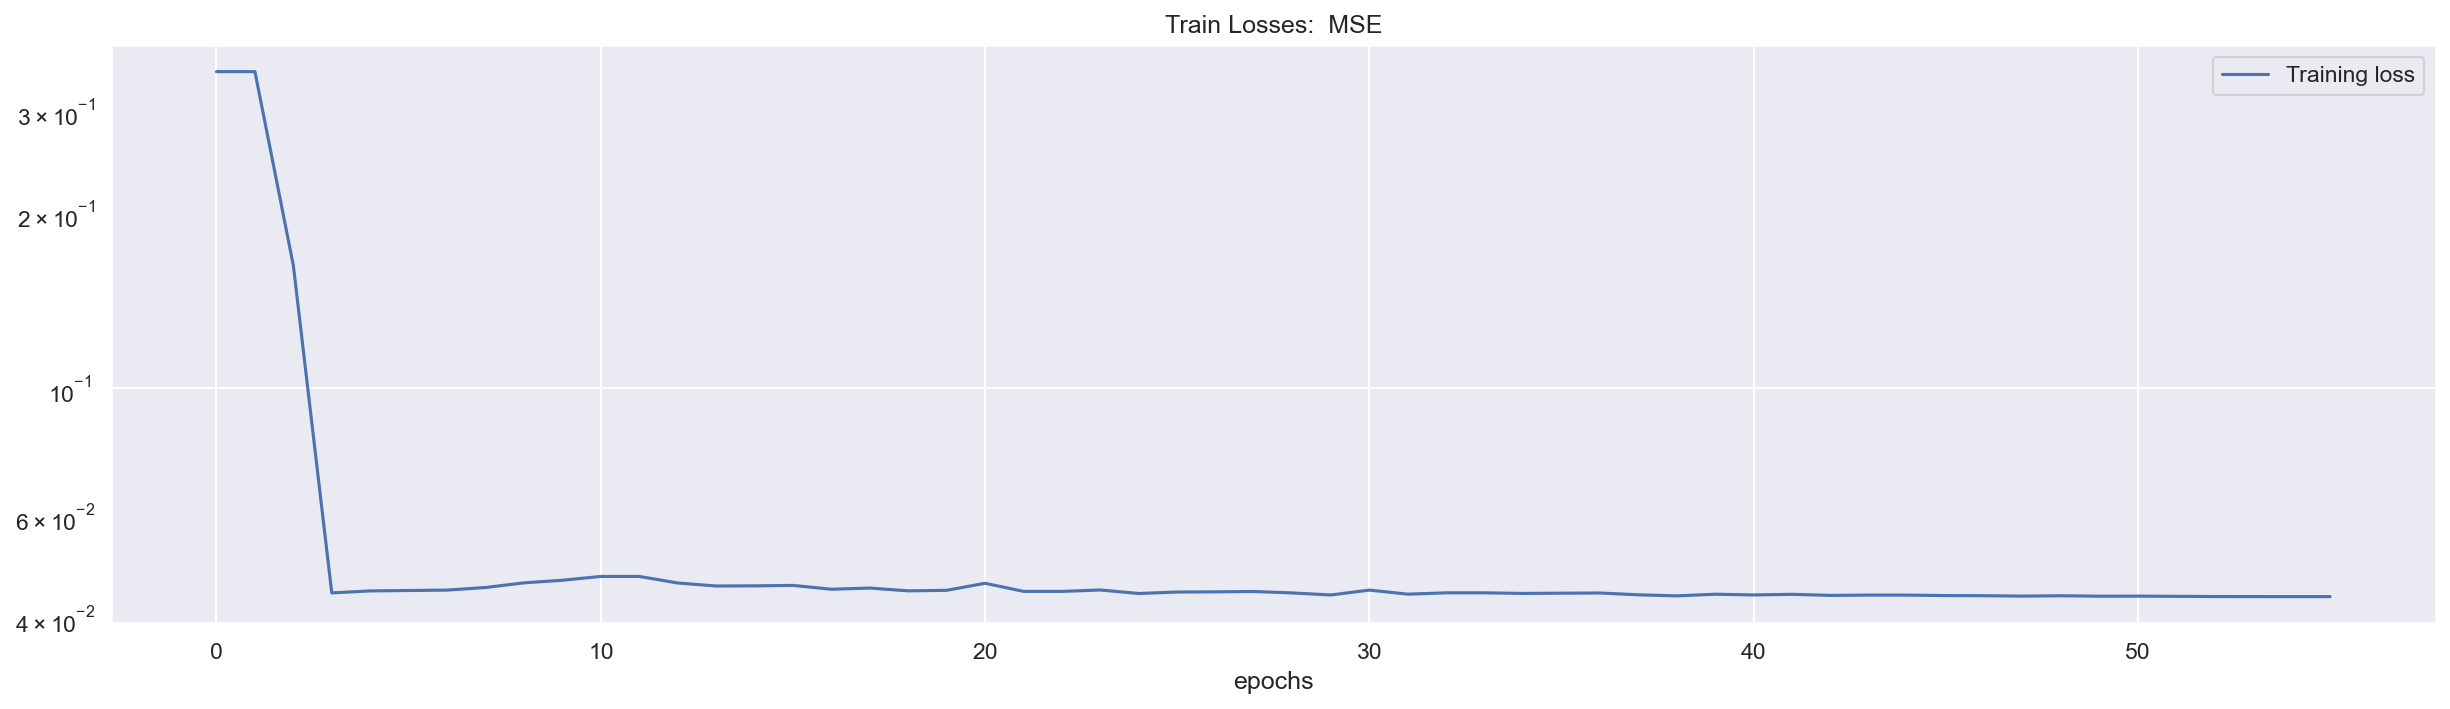 Train Losses:  MSE
Training loss
3 × 10⁻¹
2 × 10⁻¹
10⁻¹
6 × 10⁻²
4 × 10⁻²
0 10 20 30 40 50
epochs